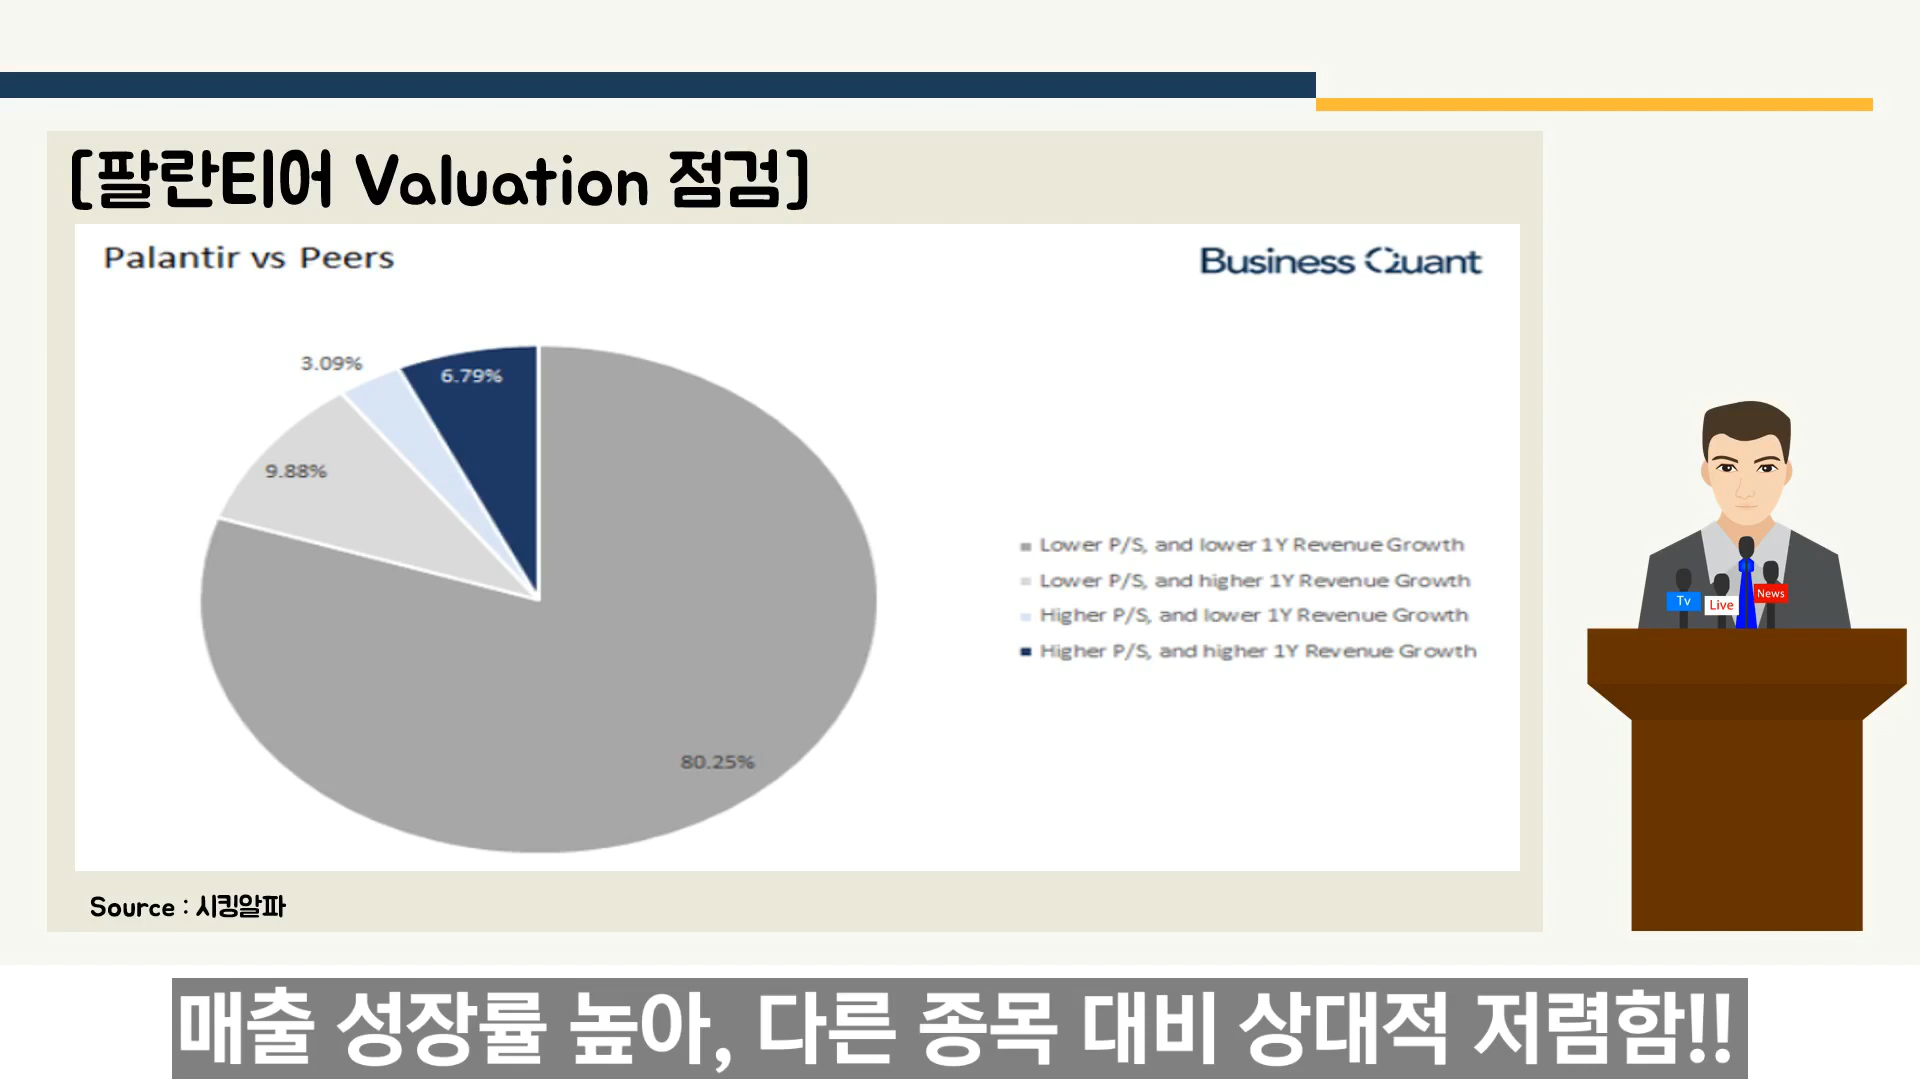 [팔란티어 Valuation 점검]
Palantir vs Peers
Business Quant
3.09%
6.79%
9.88%
80.25%
Lower P/S, and lower 1Y Revenue Growth
Lower P/S, and higher 1Y Revenue Growth
Higher P/S, and lower 1Y Revenue Growth
Higher P/S, and higher 1Y Revenue Growth
Tv
Live
News
Source : 시킹알파
매출 성장률 높아, 다른 종목 대비 상대적 저렴함!!